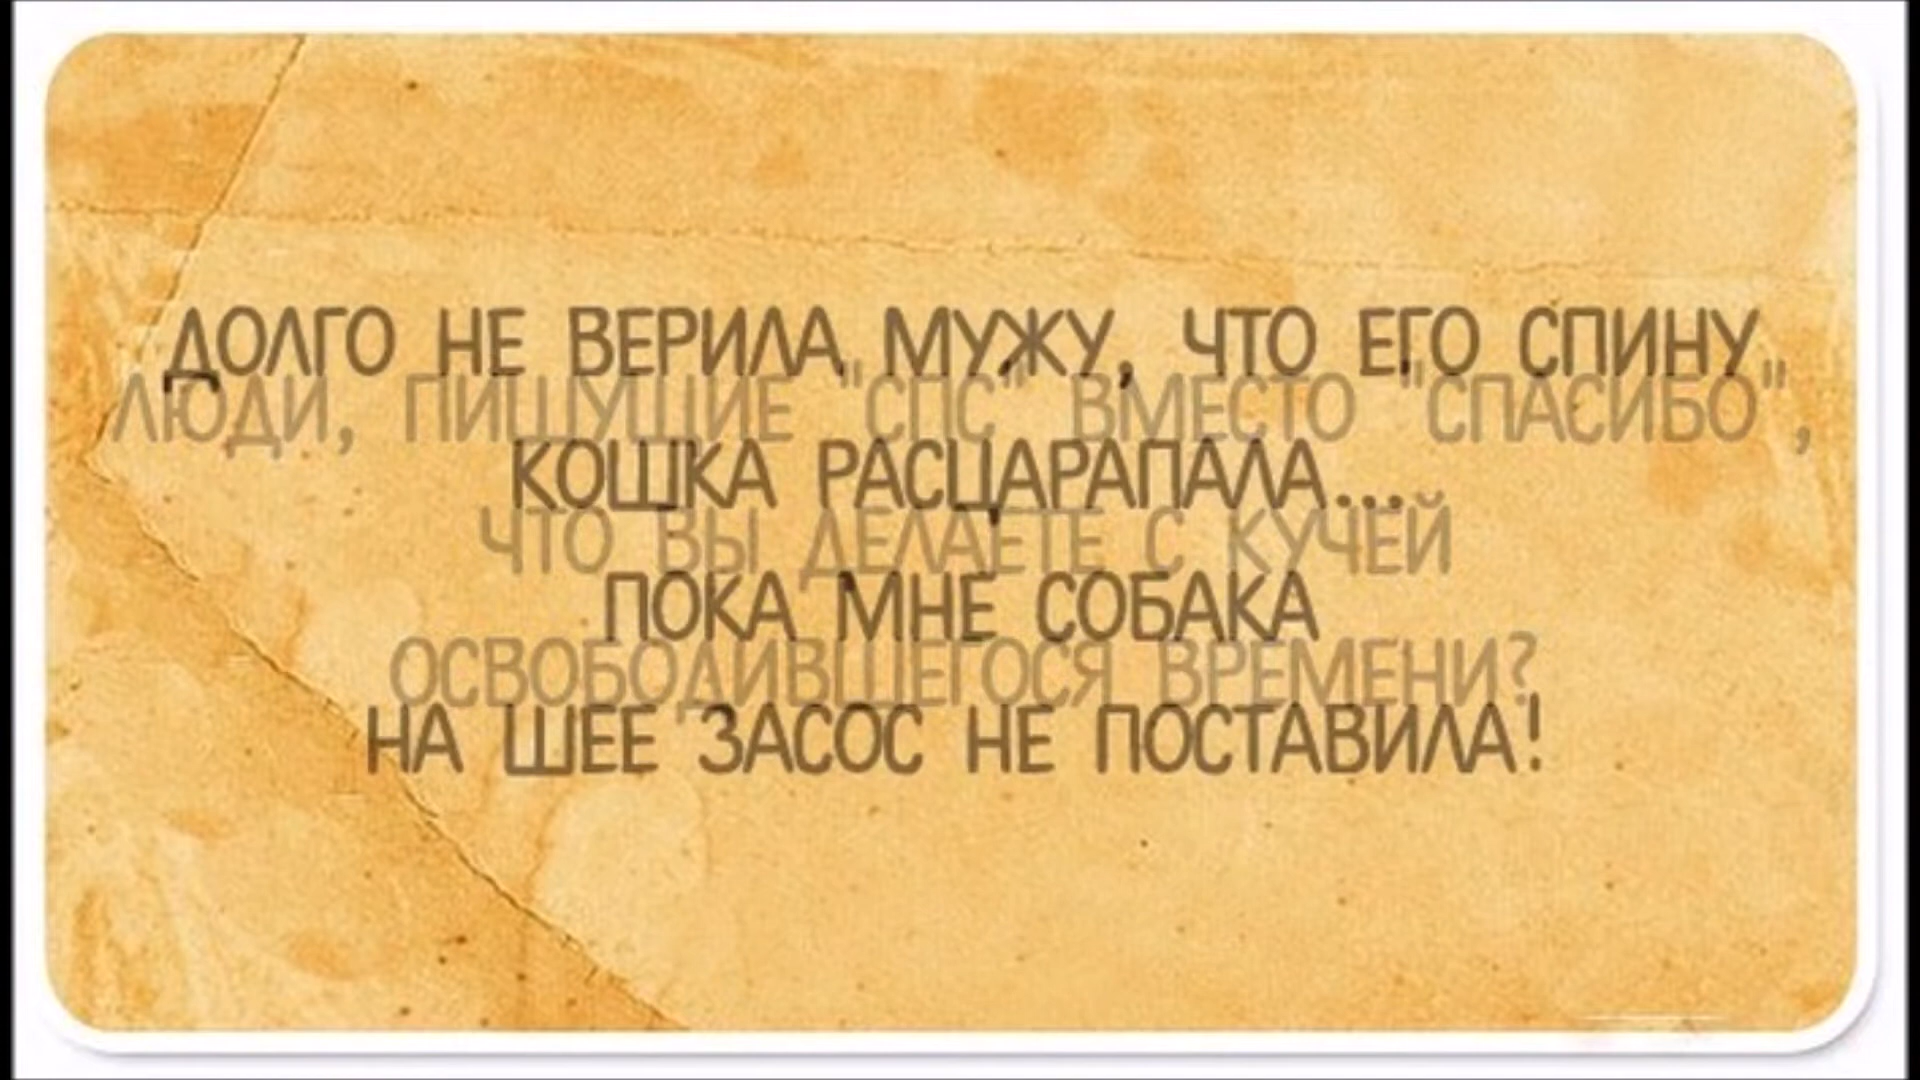 ДОЛГО НЕ ВЕРИЛА МУЖУ, ЧТО ЕГО СПИНУ
ЛЮДИ, ПИШУЩИЕ "СПС" ВМЕСТО "СПАСИБО",
КОШКА РАСЦАРАПАЛА...
ЧТО ВЫ ДЕЛАЕТЕ С КУЧЕЙ
ПОКА МНЕ СОБАКА
ОСВОБОДИВШЕГОСЯ ВРЕМЕНИ?
НА ШЕЕ ЗАСОС НЕ ПОСТАВИЛА!